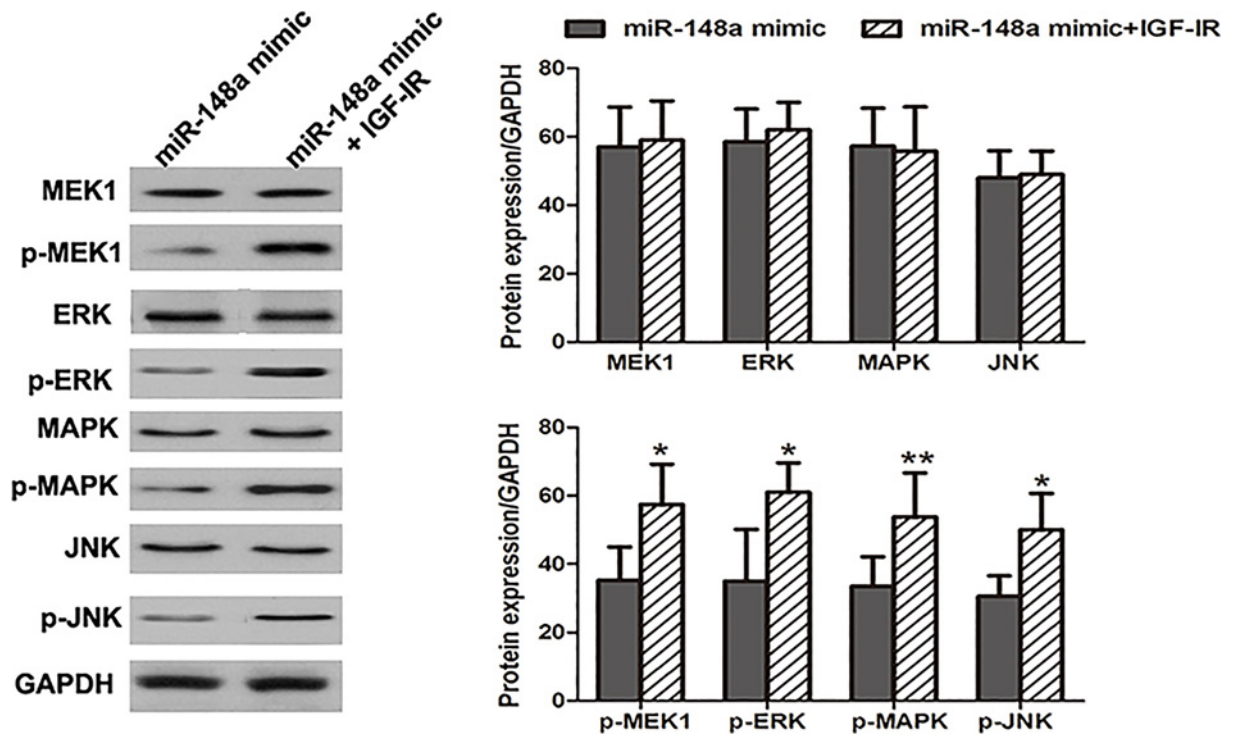 miR-148a mimic
miR-148a mimic
+ IGF-IR
MEK1
p-MEK1
ERK
p-ERK
MAPK
p-MAPK
JNK
p-JNK
GAPDH
miR-148a mimic
miR-148a mimic+IGF-IR
Protein expression/GAPDH
80
60
40
20
0
MEK1 ERK MAPK JNK
Protein expression/GAPDH
80
60
40
20
0
* * ** *
p-MEK1 p-ERK p-MAPK p-JNK